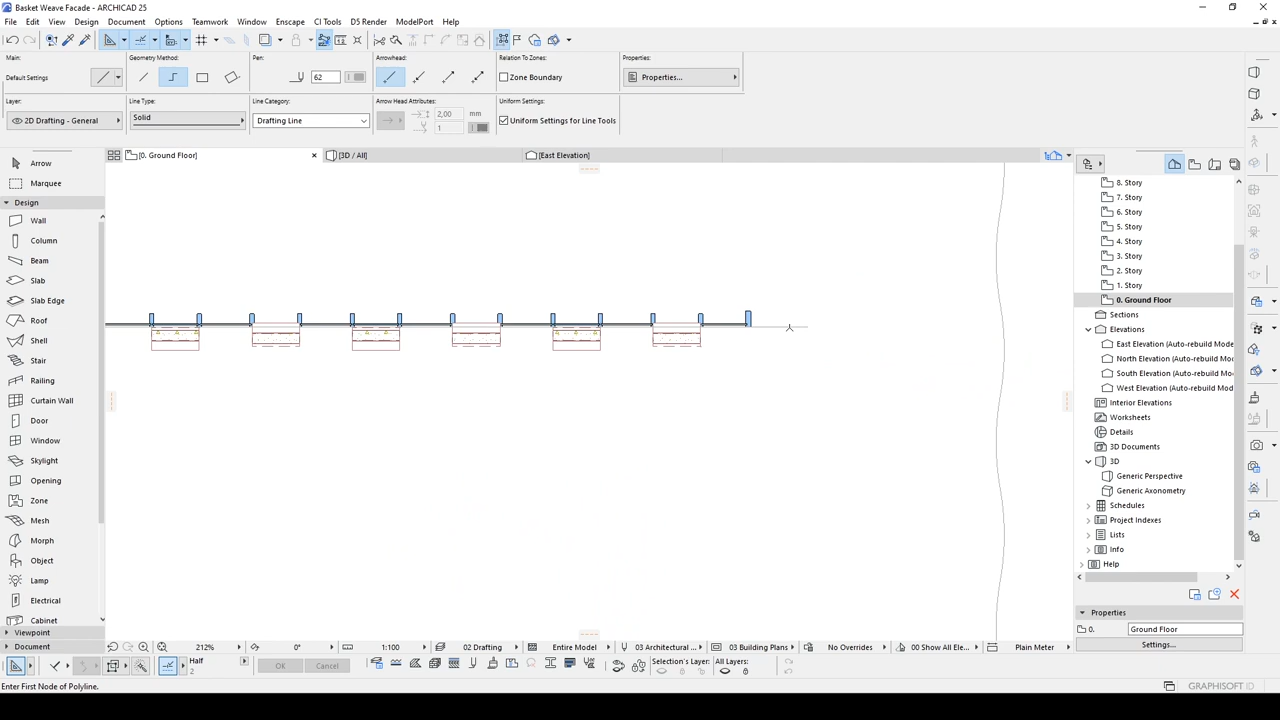 Basket Weave Facade - ARCHICAD 25
File Edit View Design Document Options Teamwork Window Enscape CI Tools D5 Render ModelPort Help
Main: Geometry Method: Pen: Arrowhead: Relation To Zones: Properties:
Default Settings 62 Zone Boundary Properties...
Layer: Line Type: Line Category: Arrow Head Attributes: Uniform Settings:
2D Drafting - General Solid Drafting Line 2,00 mm Uniform Settings for Line Tools
1
[0. Ground Floor] [3D / All] [East Elevation]
Arrow
Marquee
Design
Wall
Column
Beam
Slab
Slab Edge
Roof
Shell
Stair
Railing
Curtain Wall
Door
Window
Skylight
Opening
Zone
Mesh
Morph
Object
Lamp
Electrical
Cabinet
Viewpoint
Document
8. Story
7. Story
6. Story
5. Story
4. Story
3. Story
2. Story
1. Story
0. Ground Floor
Sections
Elevations
East Elevation (Auto-rebuild Mode
North Elevation (Auto-rebuild Mod
South Elevation (Auto-rebuild Mod
West Elevation (Auto-rebuild Mod
Interior Elevations
Worksheets
Details
3D Documents
3D
Generic Perspective
Generic Axonometry
Schedules
Project Indexes
Lists
Info
Help
Properties
0. Ground Floor
Settings...
212% 0° 1:100 02 Drafting Entire Model 03 Architectural ... 03 Building Plans No Overrides 00 Show All Ele... Plain Meter
Half
2
OK Cancel
Selection's Layer: All Layers:
Enter First Node of Polyline.
GRAPHISOFT ID